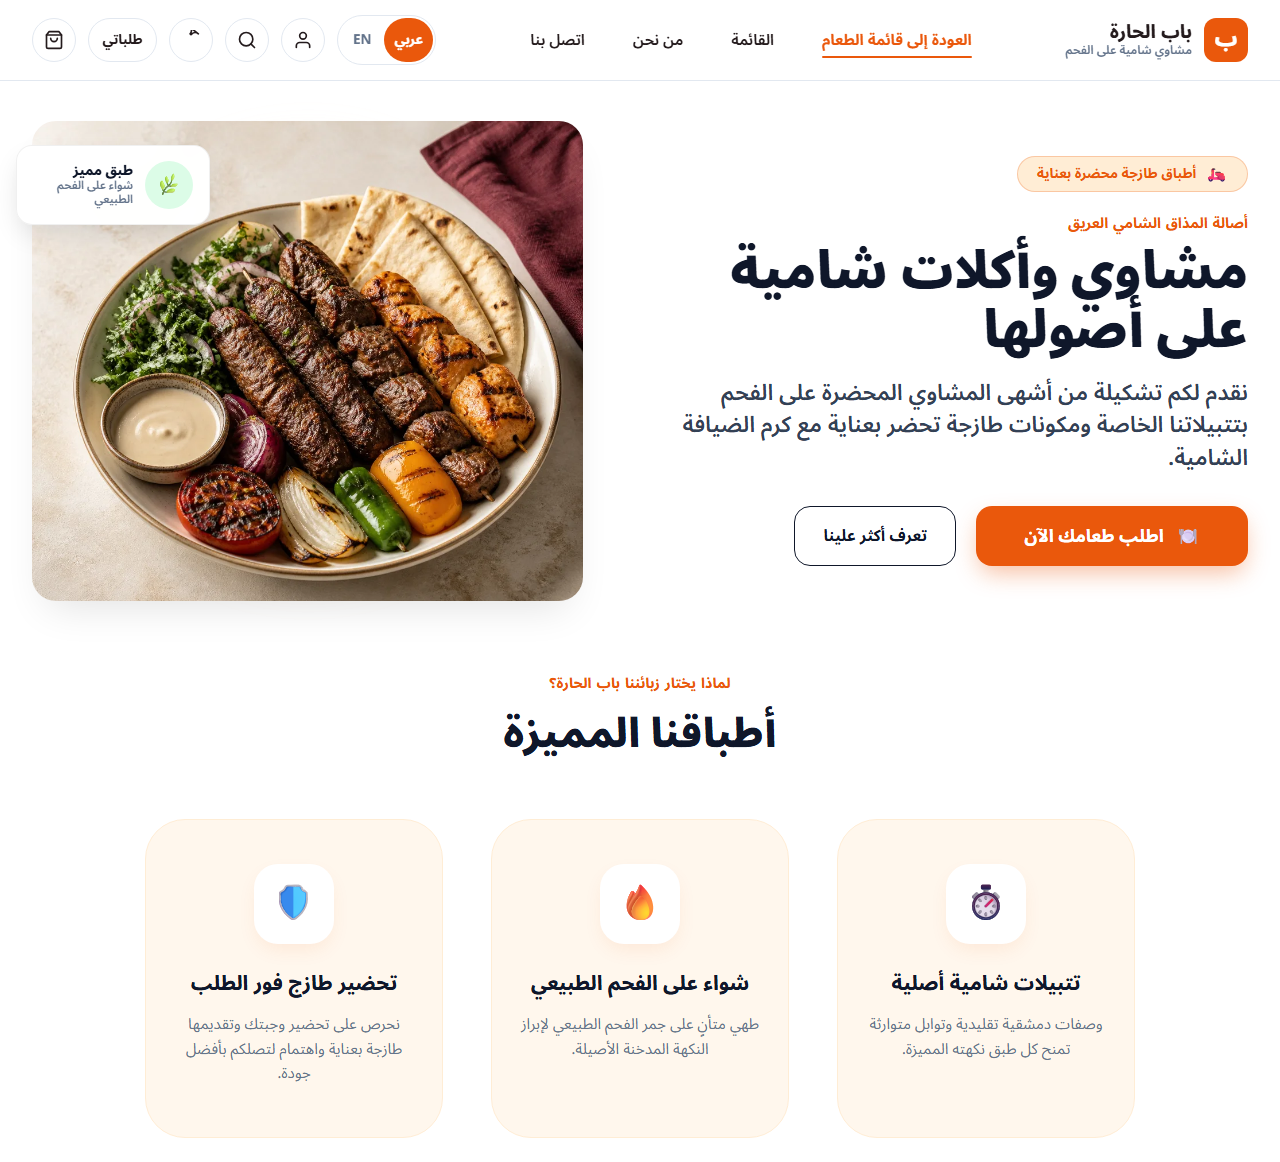 ب
باب الحارة
مشاوي شامية على الفحم
العودة إلى قائمة الطعام
القائمة
من نحن
اتصل بنا
عربي
EN
طلباتي
أطباق طازجة محضرة بعناية
أصالة المذاق الشامي العريق
مشاوي وأكلات شامية
على أصولها
نقدم لكم تشكيلة من أشهى المشاوي المحضرة على الفحم
بتتبيلاتنا الخاصة ومكونات طازجة تحضر بعناية مع كرم الضيافة
الشامية.
اطلب طعامك الآن
تعرف أكثر علينا
طبق مميز
شواء على الفحم
الطبيعي
لماذا يختار زبائننا باب الحارة؟
أطباقنا المميزة
تتبيلات شامية أصلية
وصفات دمشقية تقليدية وتوابل متوارثة
تمنح كل طبق نكهته المميزة.
شواء على الفحم الطبيعي
طهي متأنٍ على جمر الفحم الطبيعي لإبراز
النكهة المدخنة الأصيلة.
تحضير طازج فور الطلب
نحرص على تحضير وجبتك وتقديمها
طازجة بعناية واهتمام لتصلكم بأفضل
جودة.